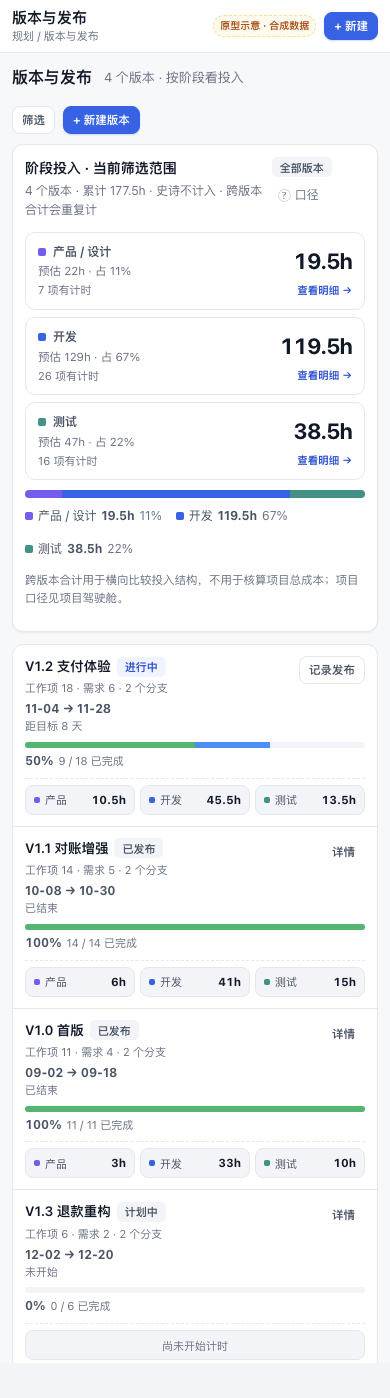 版本与发布
规划 / 版本与发布
原型示意 · 合成数据
+ 新建
版本与发布 4 个版本 · 按阶段看投入
筛选
+ 新建版本
阶段投入 · 当前筛选范围
全部版本
4 个版本 · 累计 177.5h · 史诗不计入 · 跨版本
合计会重复计
? 口径
产品 / 设计
预估 22h · 占 11%
7 项有计时
19.5h
查看明细 →
开发
预估 129h · 占 67%
26 项有计时
119.5h
查看明细 →
测试
预估 47h · 占 22%
16 项有计时
38.5h
查看明细 →
产品 / 设计 19.5h 11% 开发 119.5h 67%
测试 38.5h 22%
跨版本合计用于横向比较投入结构，不用于核算项目总成本；项目
口径见项目驾驶舱。
V1.2 支付体验 进行中
记录发布
工作项 18 · 需求 6 · 2 个分支
11-04 → 11-28
距目标 8 天
50% 9 / 18 已完成
产品 10.5h 开发 45.5h 测试 13.5h
V1.1 对账增强 已发布
详情
工作项 14 · 需求 5 · 2 个分支
10-08 → 10-30
已结束
100% 14 / 14 已完成
产品 6h 开发 41h 测试 15h
V1.0 首版 已发布
详情
工作项 11 · 需求 4 · 2 个分支
09-02 → 09-18
已结束
100% 11 / 11 已完成
产品 3h 开发 33h 测试 10h
V1.3 退款重构 计划中
详情
工作项 6 · 需求 2 · 2 个分支
12-02 → 12-20
未开始
0% 0 / 6 已完成
尚未开始计时